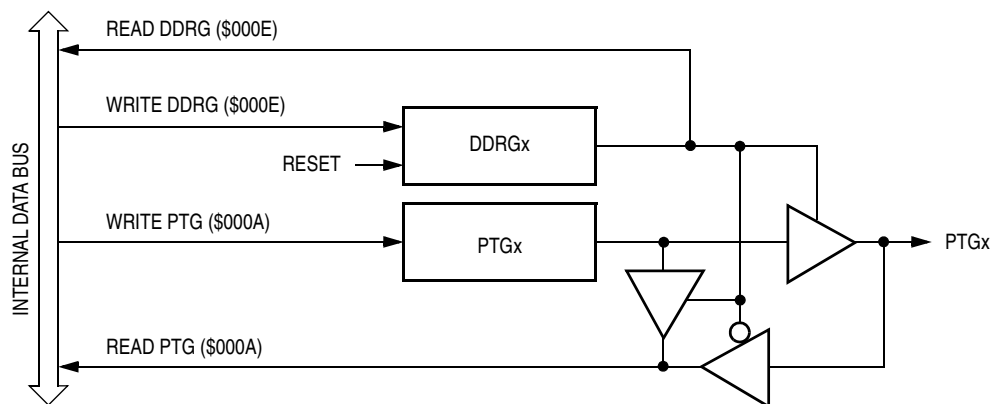 READ DDRG ($000E)
WRITE DDRG ($000E)
DDRGx
RESET
WRITE PTG ($000A)
PTGx
PTGx
READ PTG ($000A)
INTERNAL DATA BUS